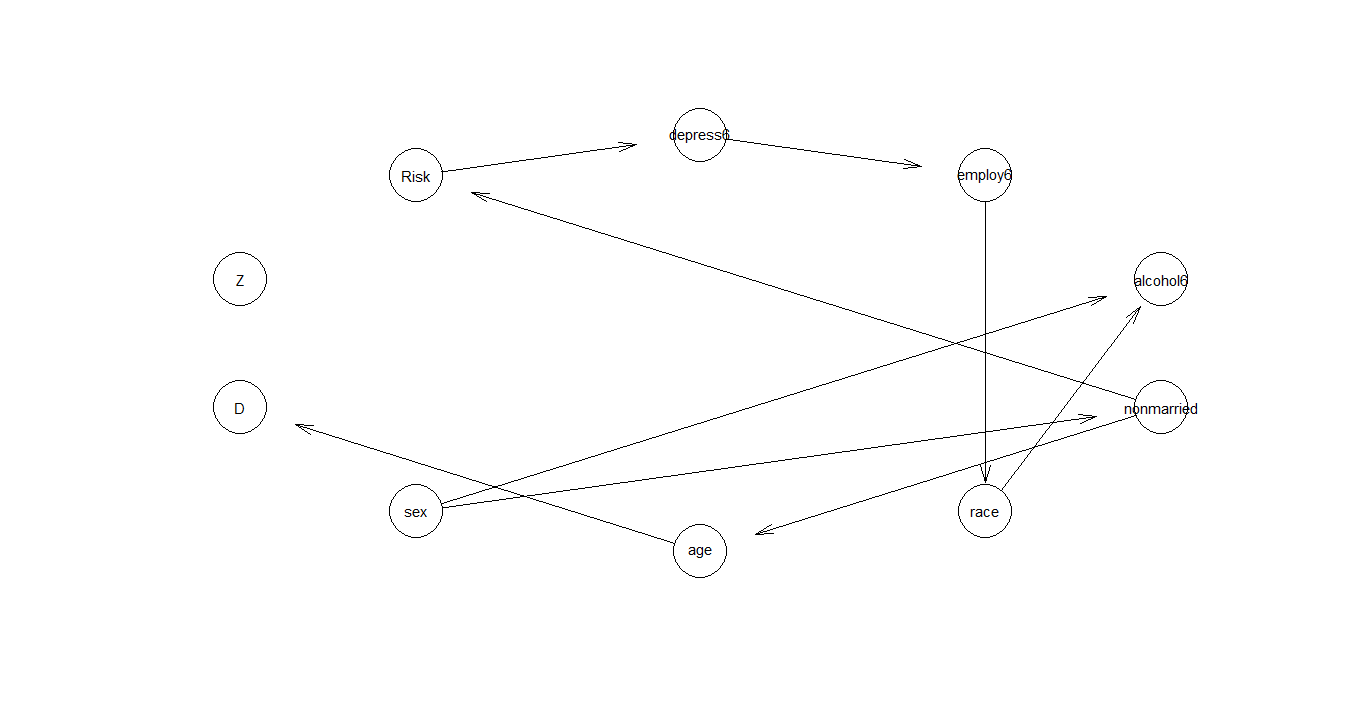 depress6
Risk
employ6
Z
alcohol6
D
nonmarried
sex
race
age